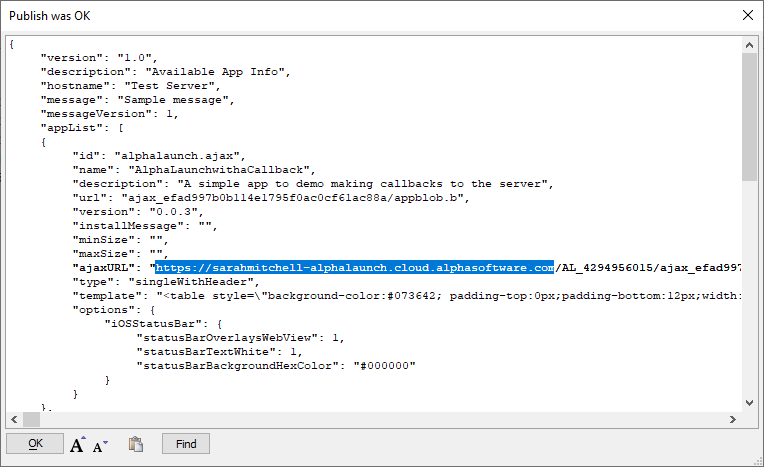 Publish was OK
{
"version": "1.0",
"description": "Available App Info",
"hostname": "Test Server",
"message": "Sample message",
"messageVersion": 1,
"appList": [
{
"id": "alphalaunch.ajax",
"name": "AlphaLaunchwithaCallback",
"description": "A simple app to demo making callbacks to the server",
"url": "ajax_efad997b0b114e1795f0ac0cf61ac88a/appblob.b",
"version": "0.0.3",
"installMessage": "",
"minSize": "",
"maxSize": "",
"ajaxURL": "https://sarahmitchell-alphalaunch.cloud.alphasoftware.com/AL_4294956015/ajax_efad997
"type": "singleWithHeader",
"template": "<table style=\"background-color:#073642; padding-top:0px;padding-bottom:12px;width:
"options": {
"iOSStatusBar": {
"statusBarOverlaysWebView": 1,
"statusBarTextWhite": 1,
"statusBarBackgroundHexColor": "#000000"
}
}
},
OK
A A
Find